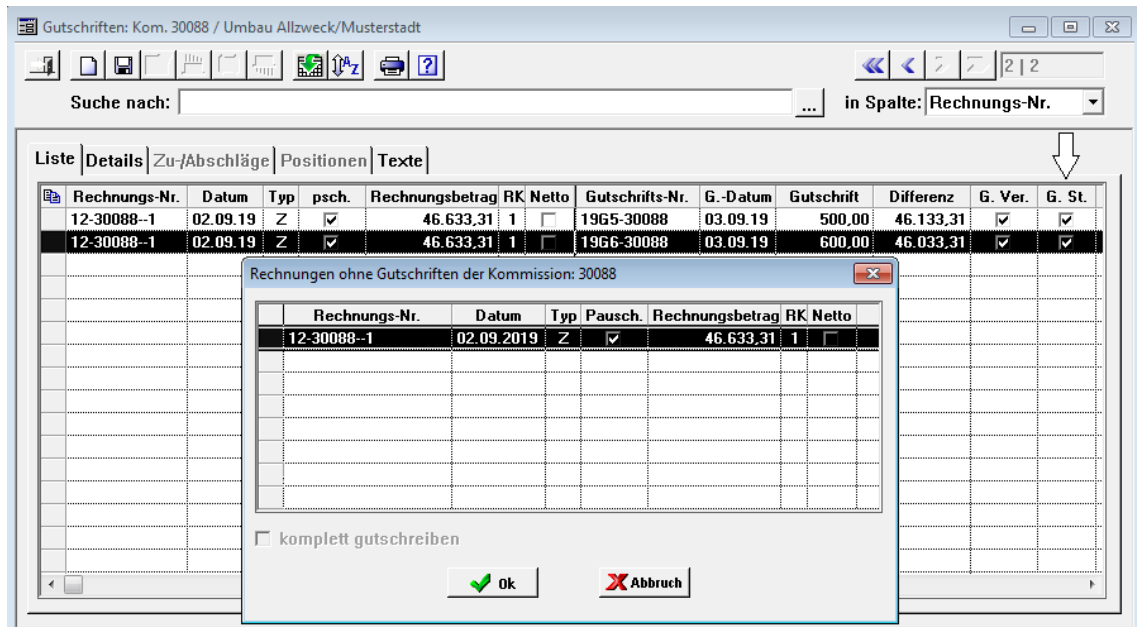 Gutschriften: Kom. 30088 / Umbau Allzweck/Musterstadt
2 | 2
Suche nach: ... in Spalte: Rechnungs-Nr.
Liste Details Zu-/Abschläge Positionen Texte
Rechnungs-Nr. Datum Typ psch. Rechnungsbetrag RK Netto Gutschrifts-Nr. G.-Datum Gutschrift Differenz G. Ver. G. St.
12-30088--1 02.09.19 Z 46.633,31 1 19G5-30088 03.09.19 500,00 46.133,31
12-30088--1 02.09.19 Z 46.633,31 1 19G6-30088 03.09.19 600,00 46.033,31
Rechnungen ohne Gutschriften der Kommission: 30088
Rechnungs-Nr. Datum Typ Pausch. Rechnungsbetrag RK Netto
12-30088--1 02.09.2019 Z 46.633,31 1
komplett gutschreiben
Ok Abbruch